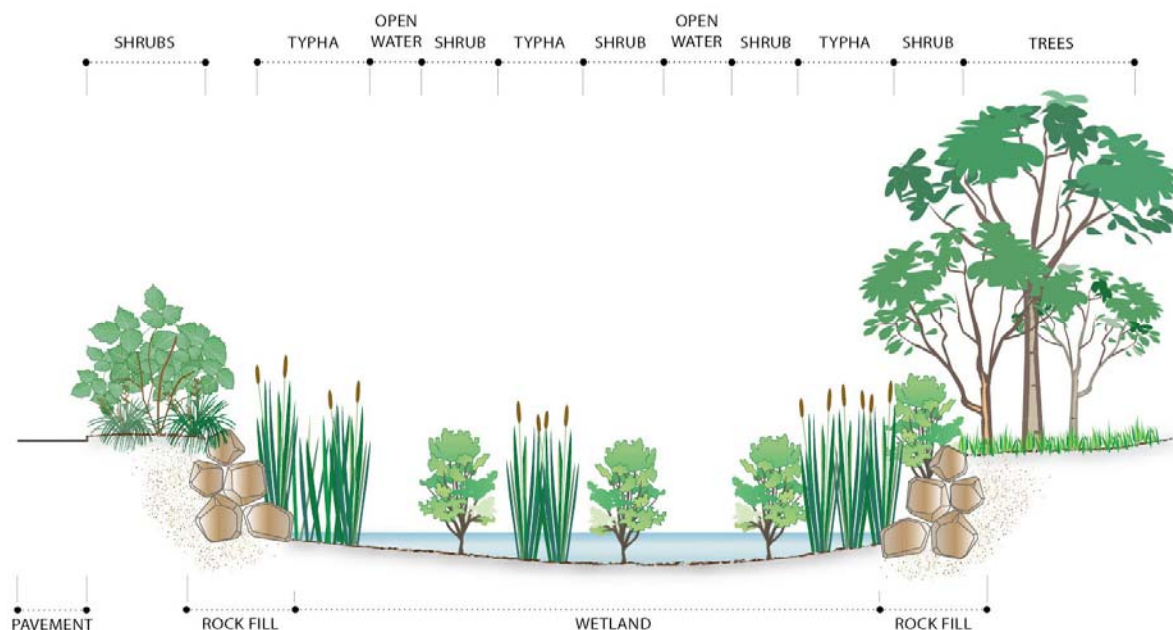 SHRUBS
TYPHA
OPEN
WATER
SHRUB
TYPHA
SHRUB
OPEN
WATER
SHRUB
TYPHA
SHRUB
TREES
PAVEMENT
ROCK FILL
WETLAND
ROCK FILL